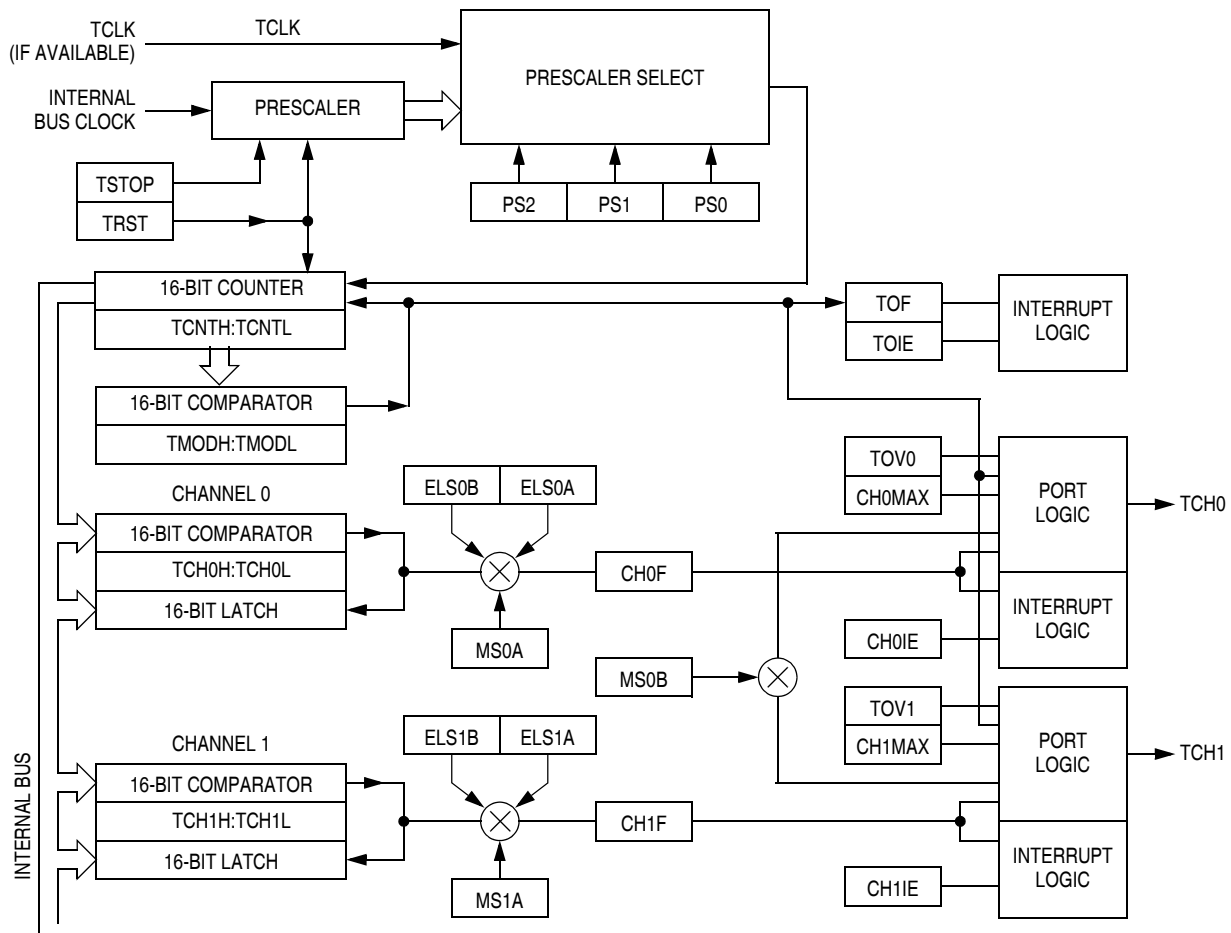 TCLK
(IF AVAILABLE)
TCLK
PRESCALER SELECT
INTERNAL
BUS CLOCK
PRESCALER
TSTOP
TRST
PS2
PS1
PS0
16-BIT COUNTER
TCNTH:TCNTL
TOF
TOIE
INTERRUPT
LOGIC
16-BIT COMPARATOR
TMODH:TMODL
CHANNEL 0
ELS0B
ELS0A
TOV0
CH0MAX
PORT
LOGIC
TCH0
16-BIT COMPARATOR
TCH0H:TCH0L
16-BIT LATCH
CH0F
MS0A
INTERRUPT
LOGIC
CH0IE
MS0B
CHANNEL 1
ELS1B
ELS1A
TOV1
CH1MAX
PORT
LOGIC
TCH1
16-BIT COMPARATOR
TCH1H:TCH1L
16-BIT LATCH
CH1F
MS1A
INTERRUPT
LOGIC
CH1IE
INTERNAL BUS